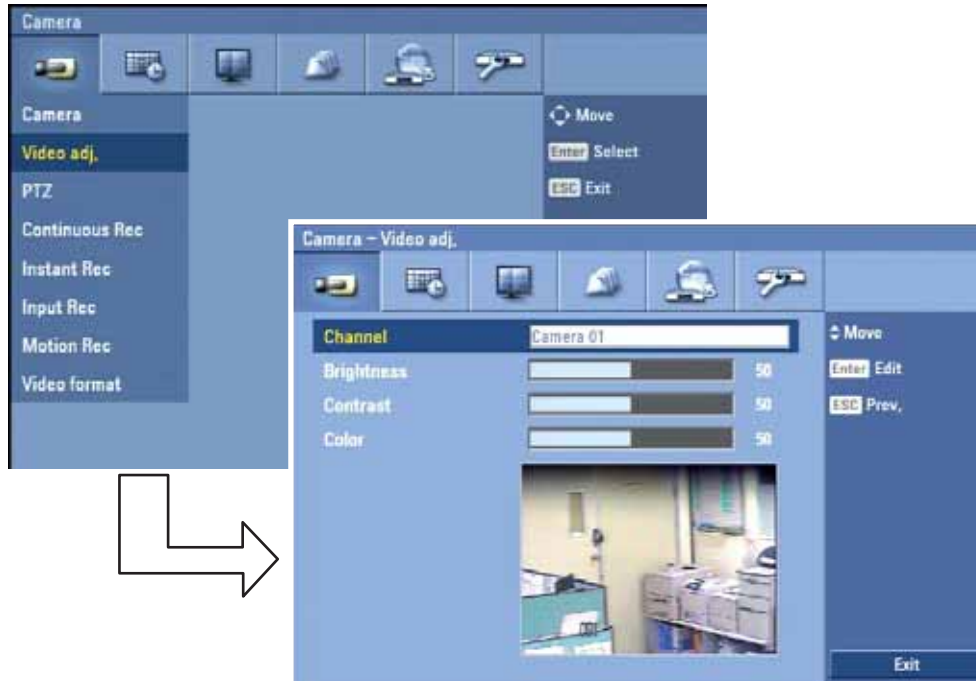 Camera
Camera
Video adj.
PTZ
Continuous Rec
Instant Rec
Input Rec
Motion Rec
Video format
Move
Enter Select
ESC Exit
Camera – Video adj.
Channel Camera 01
Brightness 50
Contrast 50
Color 50
Move
Enter Edit
ESC Prev.
Exit